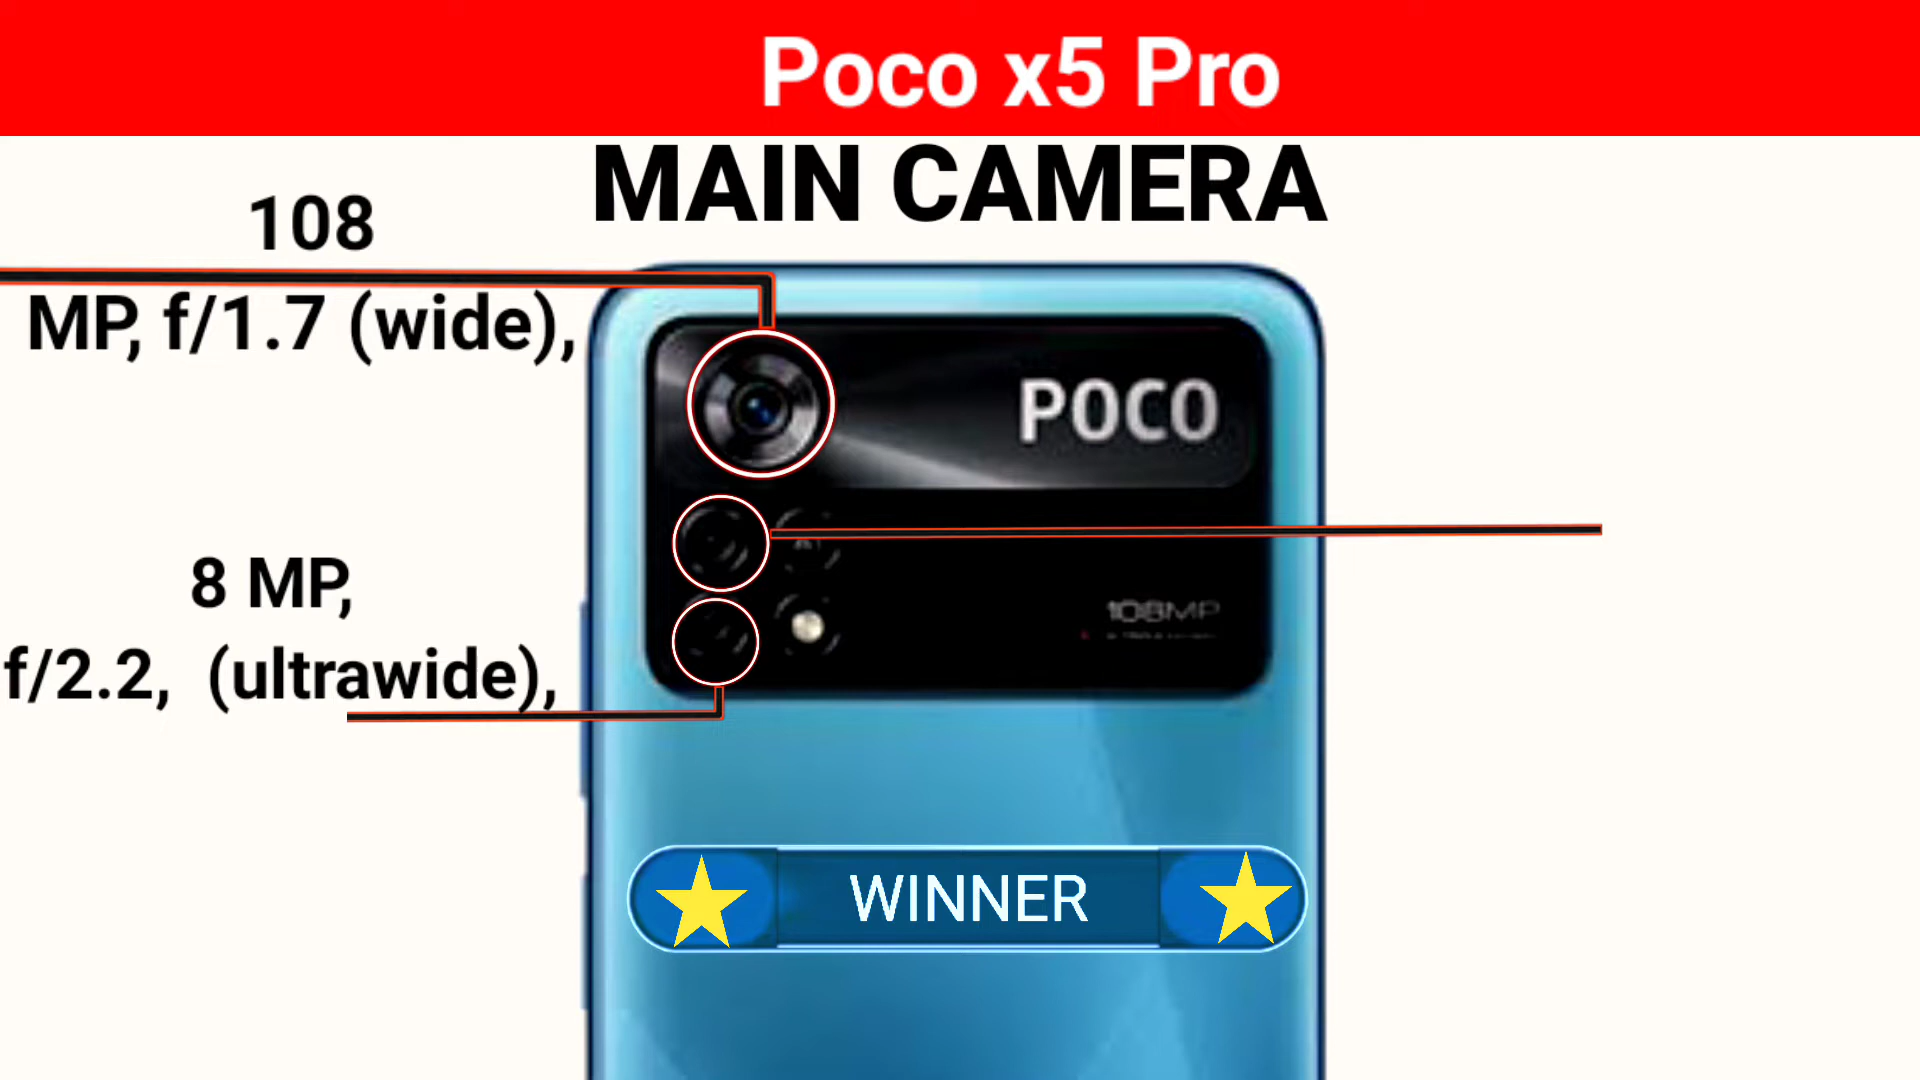 Poco x5 Pro
MAIN CAMERA
108
MP, f/1.7 (wide),
POCO
8 MP,
f/2.2, (ultrawide),
108MP
WINNER